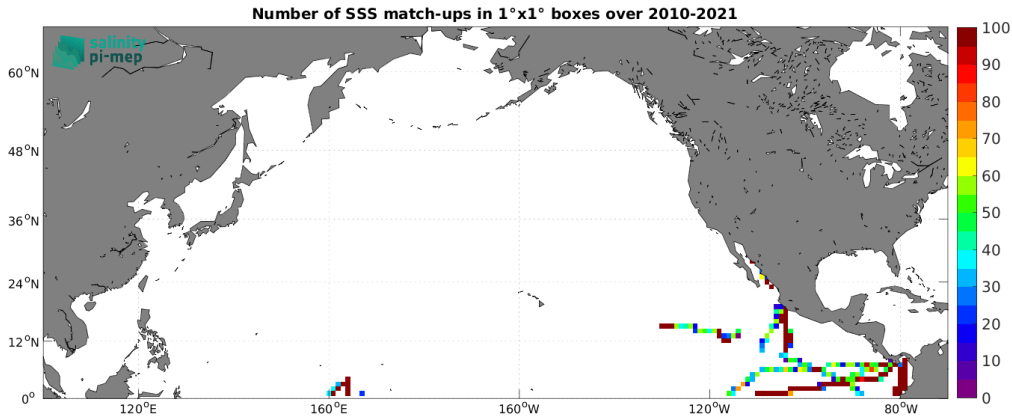 Number of SSS match-ups in 1°x1° boxes over 2010-2021
salinity
pi-mep
60°N
48°N
36°N
24°N
12°N
0°
120°E
160°E
160°W
120°W
80°W
100
90
80
70
60
50
40
30
20
10
0